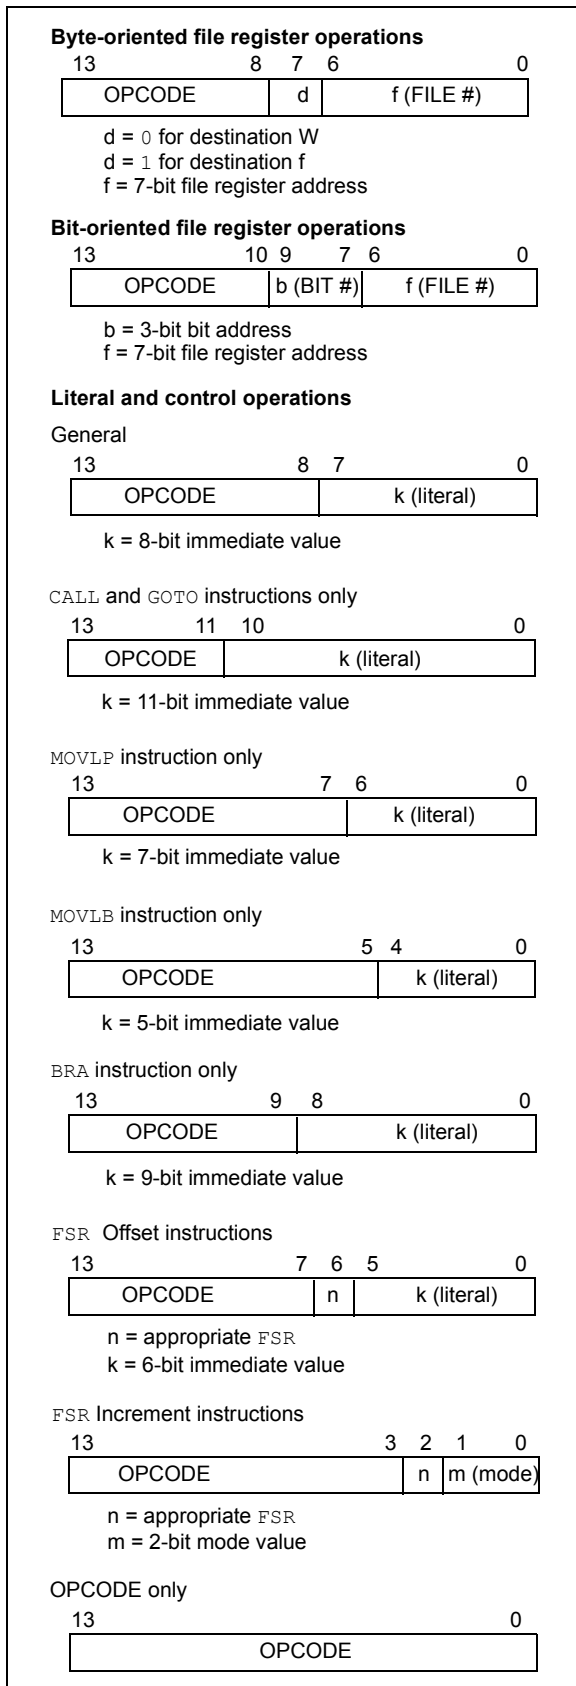 Byte-oriented file register operations
13 8 7 6 0
OPCODE d f (FILE #)
d = 0 for destination W
d = 1 for destination f
f = 7-bit file register address
Bit-oriented file register operations
13 10 9 7 6 0
OPCODE b (BIT #) f (FILE #)
b = 3-bit bit address
f = 7-bit file register address
Literal and control operations
General
13 8 7 0
OPCODE k (literal)
k = 8-bit immediate value
CALL and GOTO instructions only
13 11 10 0
OPCODE k (literal)
k = 11-bit immediate value
MOVLP instruction only
13 7 6 0
OPCODE k (literal)
k = 7-bit immediate value
MOVLB instruction only
13 5 4 0
OPCODE k (literal)
k = 5-bit immediate value
BRA instruction only
13 9 8 0
OPCODE k (literal)
k = 9-bit immediate value
FSR Offset instructions
13 7 6 5 0
OPCODE n k (literal)
n = appropriate FSR
k = 6-bit immediate value
FSR Increment instructions
13 3 2 1 0
OPCODE n m (mode)
n = appropriate FSR
m = 2-bit mode value
OPCODE only
13 0
OPCODE